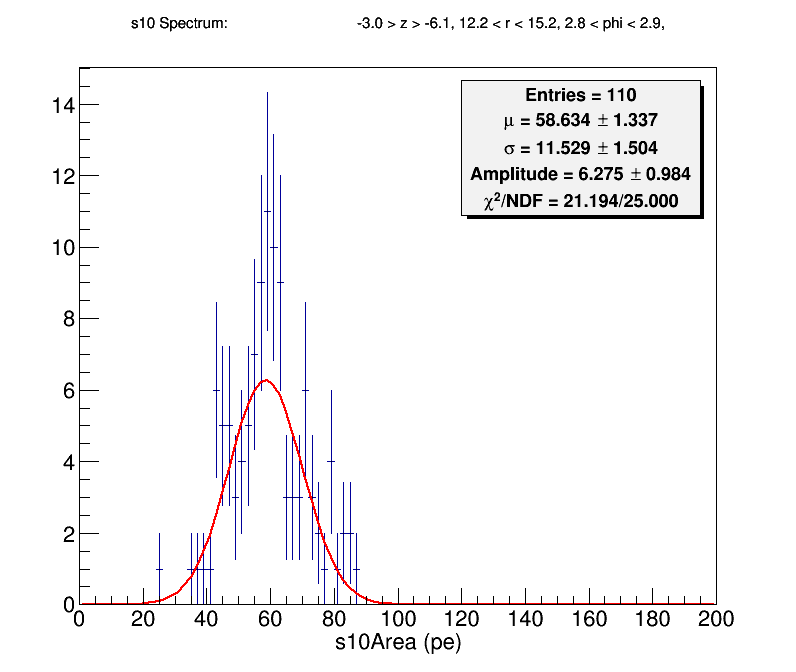 s10 Spectrum: -3.0 > z > -6.1, 12.2 < r < 15.2, 2.8 < phi < 2.9,
Entries = 110
μ = 58.634 ± 1.337
σ = 11.529 ± 1.504
Amplitude = 6.275 ± 0.984
χ²/NDF = 21.194/25.000
14
12
10
8
6
4
2
0
0 20 40 60 80 100 120 140 160 180 200
s10Area (pe)